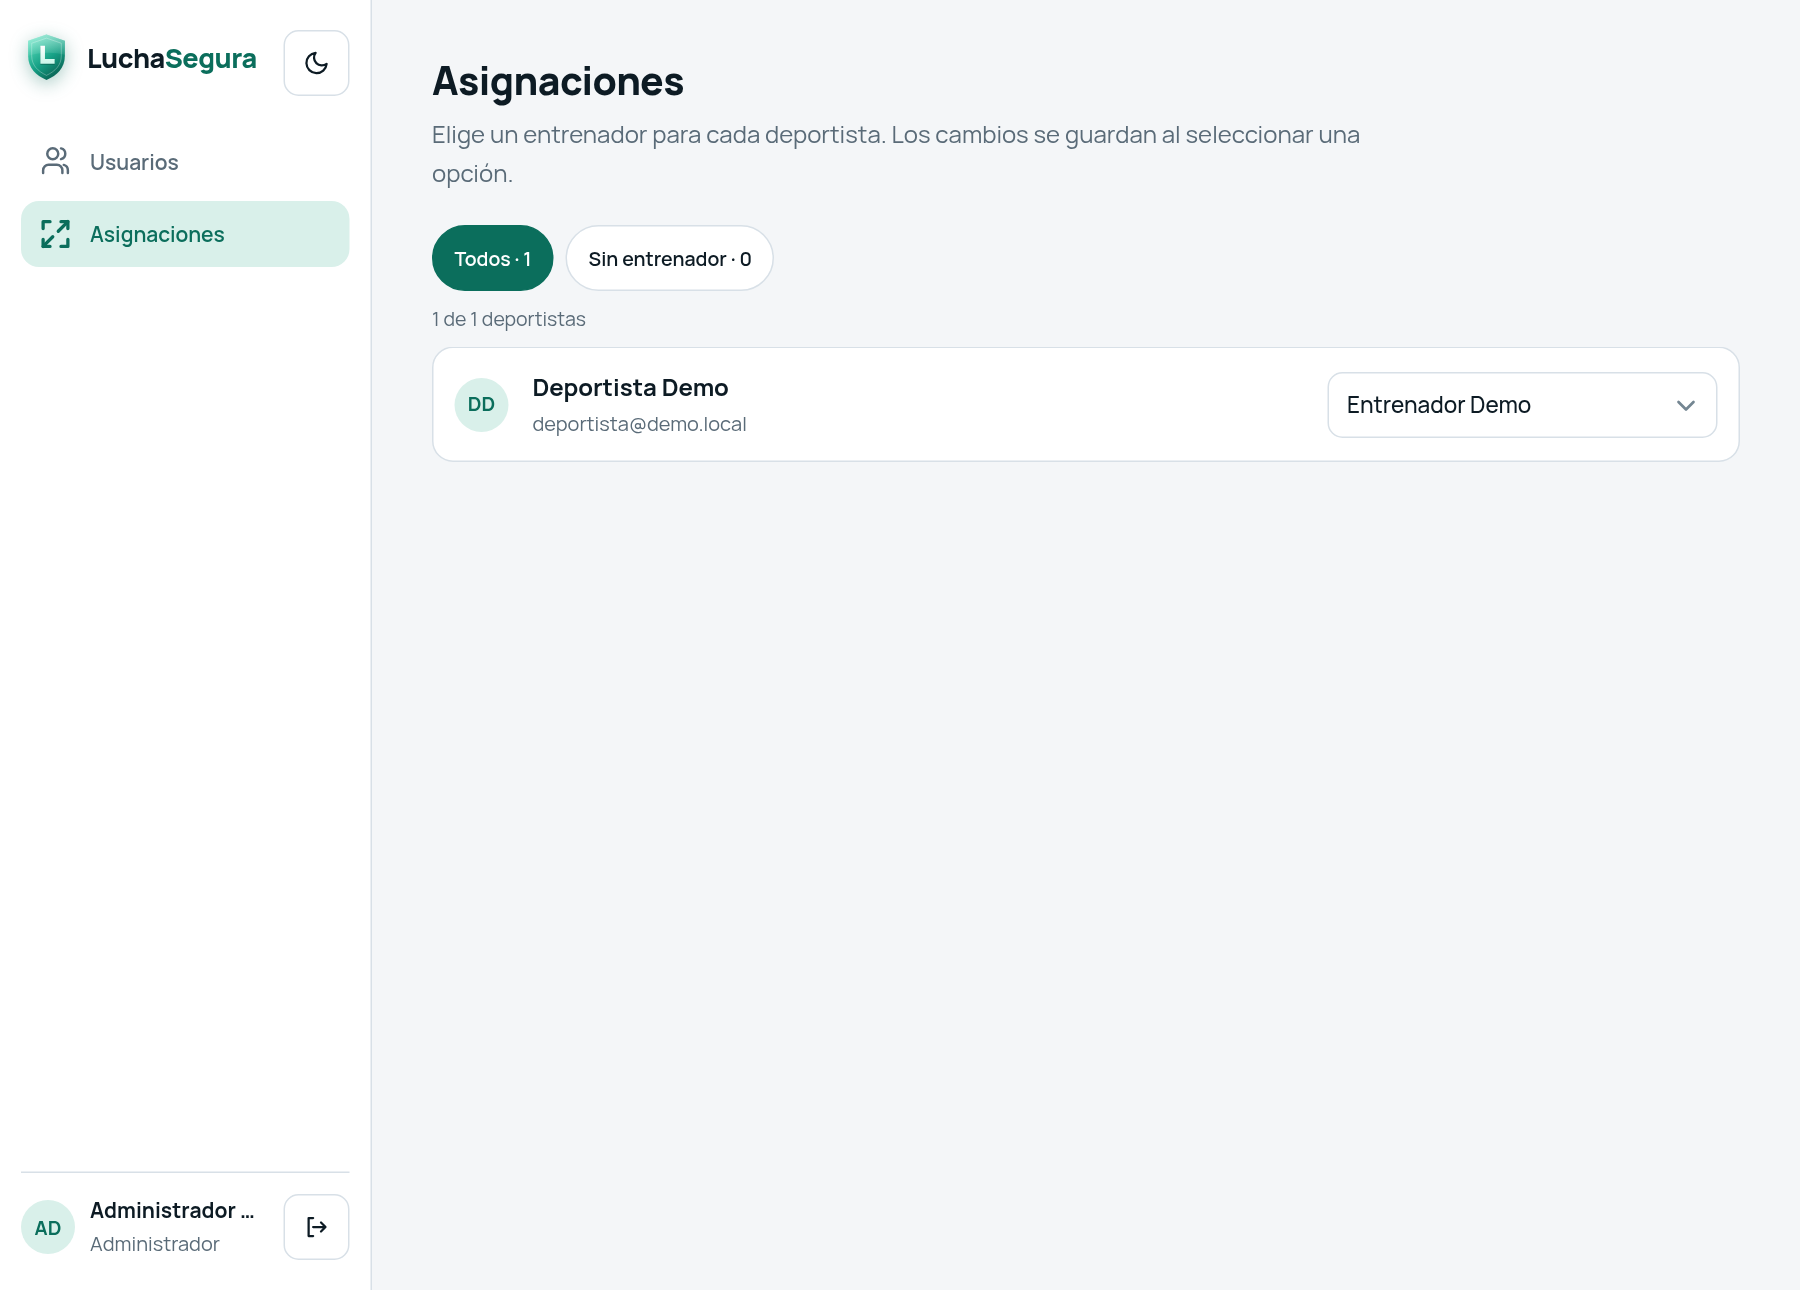 L
LuchaSegura
Usuarios
Asignaciones
AD
Administrador ...
Administrador
Asignaciones
Elige un entrenador para cada deportista. Los cambios se guardan al seleccionar una
opción.
Todos · 1
Sin entrenador · 0
1 de 1 deportistas
DD
Deportista Demo
deportista@demo.local
Entrenador Demo